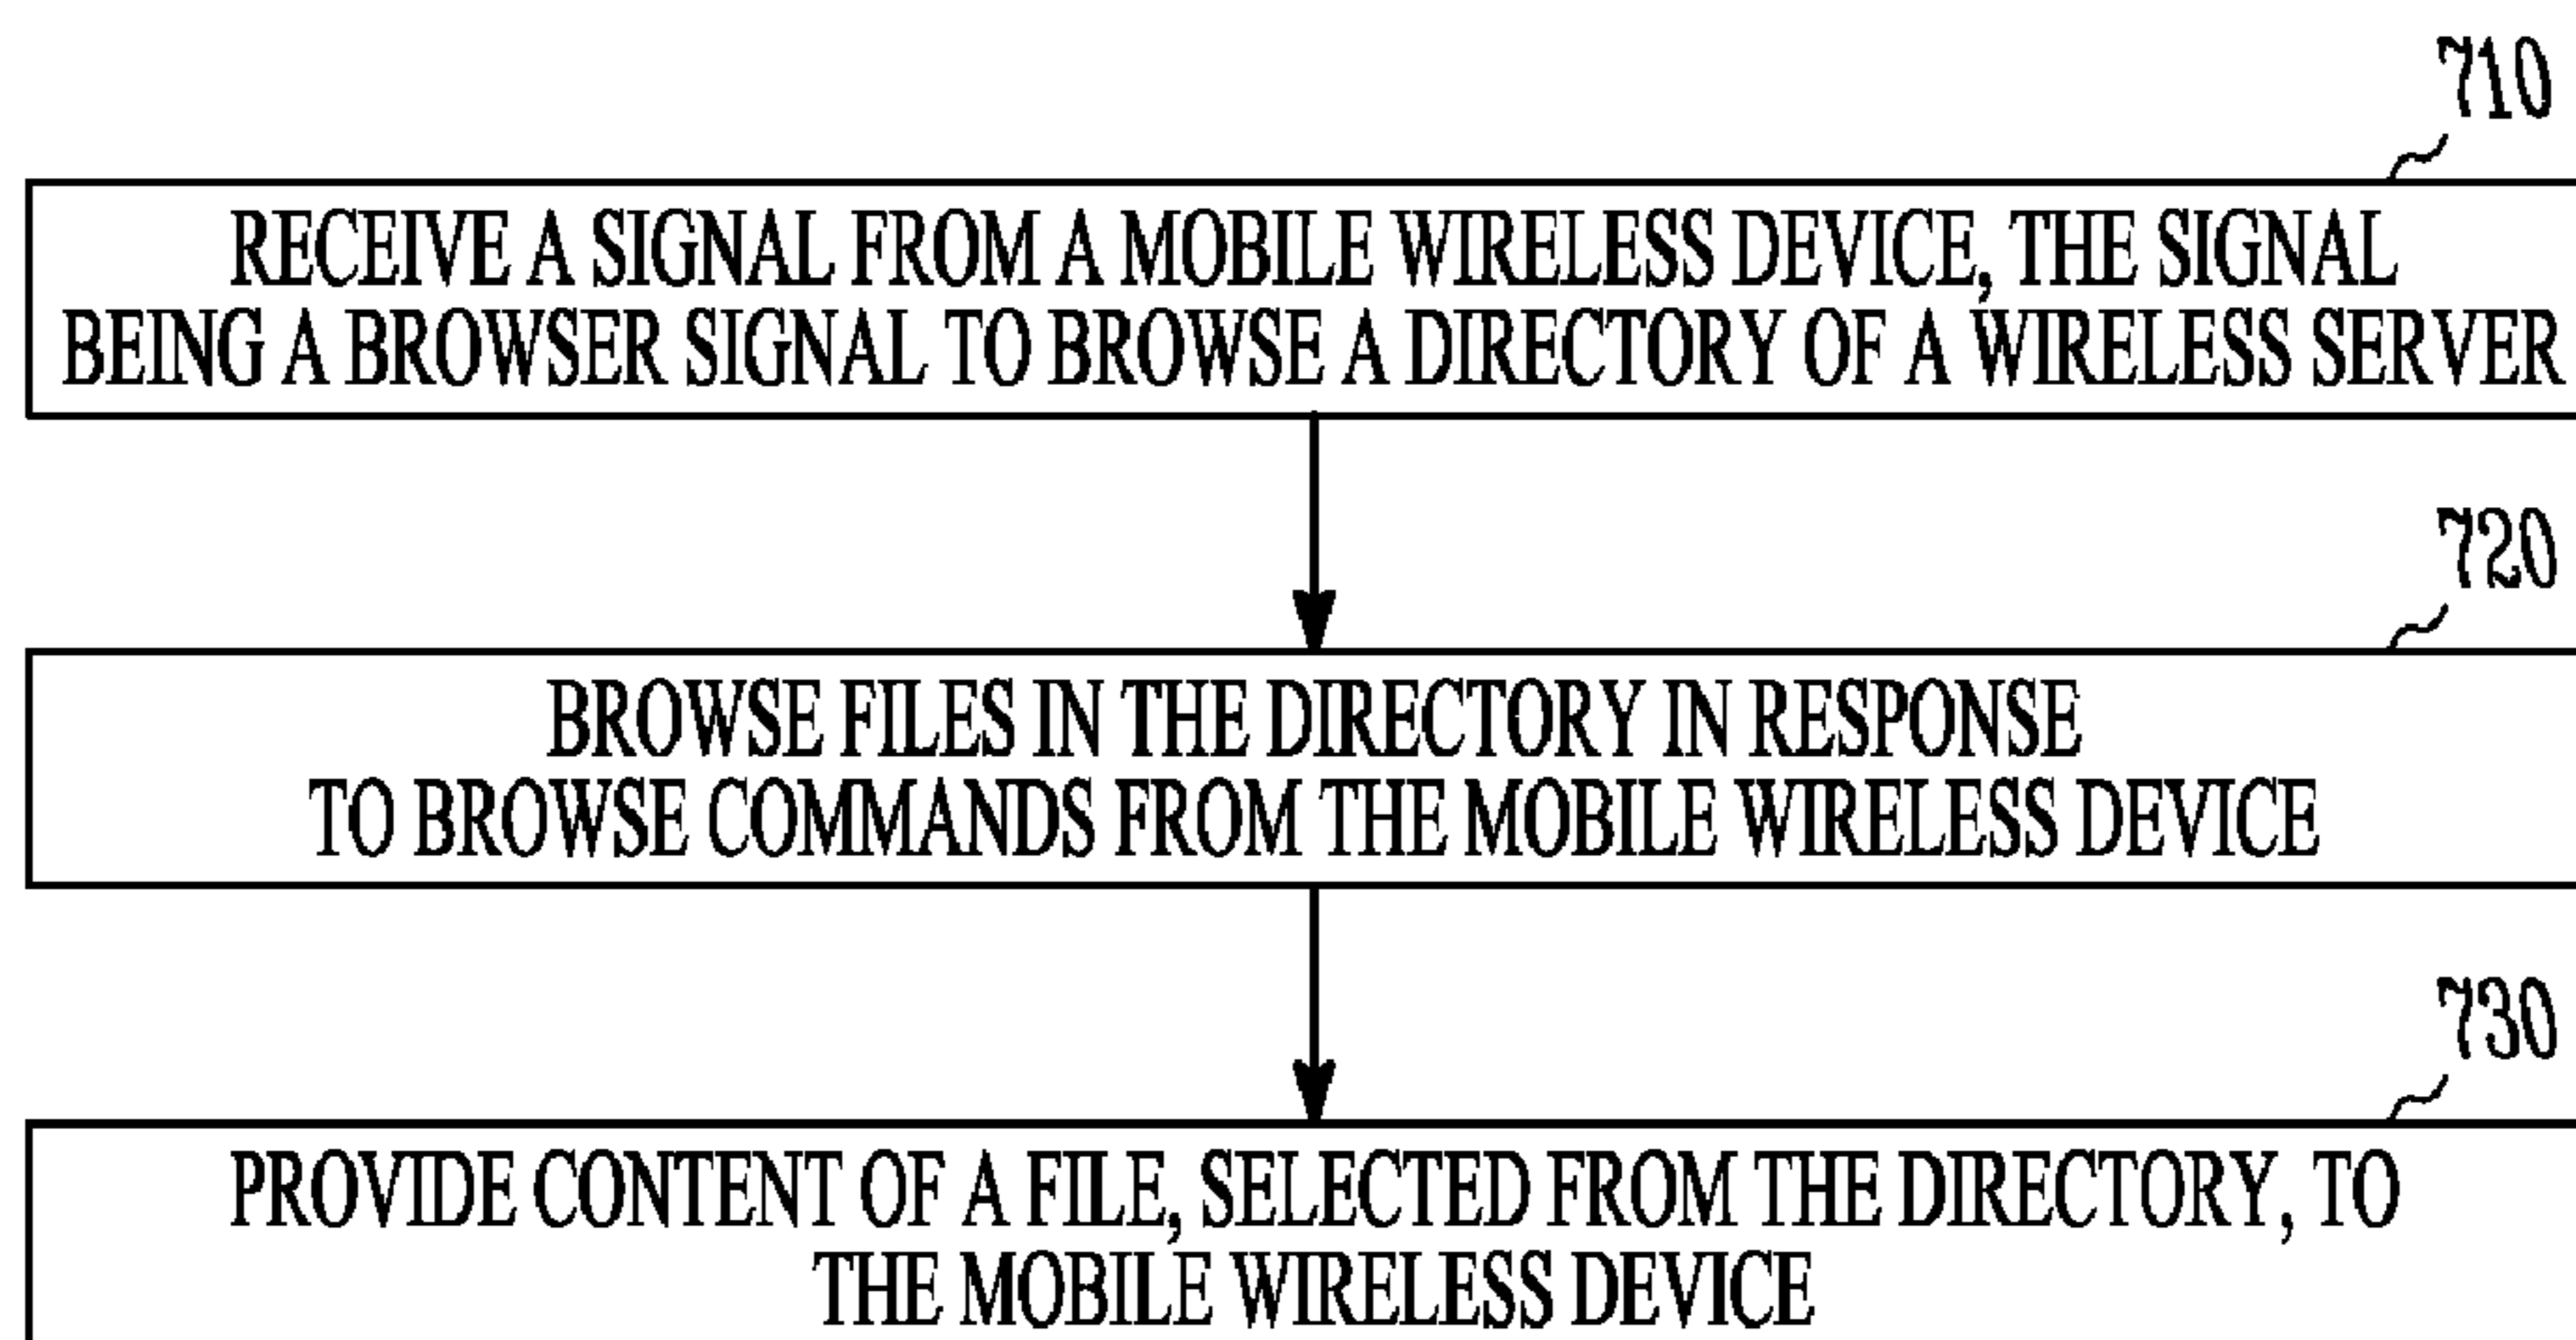 710
RECEIVE A SIGNAL FROM A MOBILE WIRELESS DEVICE, THE SIGNAL
BEING A BROWSER SIGNAL TO BROWSE A DIRECTORY OF A WIRELESS SERVER
720
BROWSE FILES IN THE DIRECTORY IN RESPONSE
TO BROWSE COMMANDS FROM THE MOBILE WIRELESS DEVICE
730
PROVIDE CONTENT OF A FILE, SELECTED FROM THE DIRECTORY, TO
THE MOBILE WIRELESS DEVICE